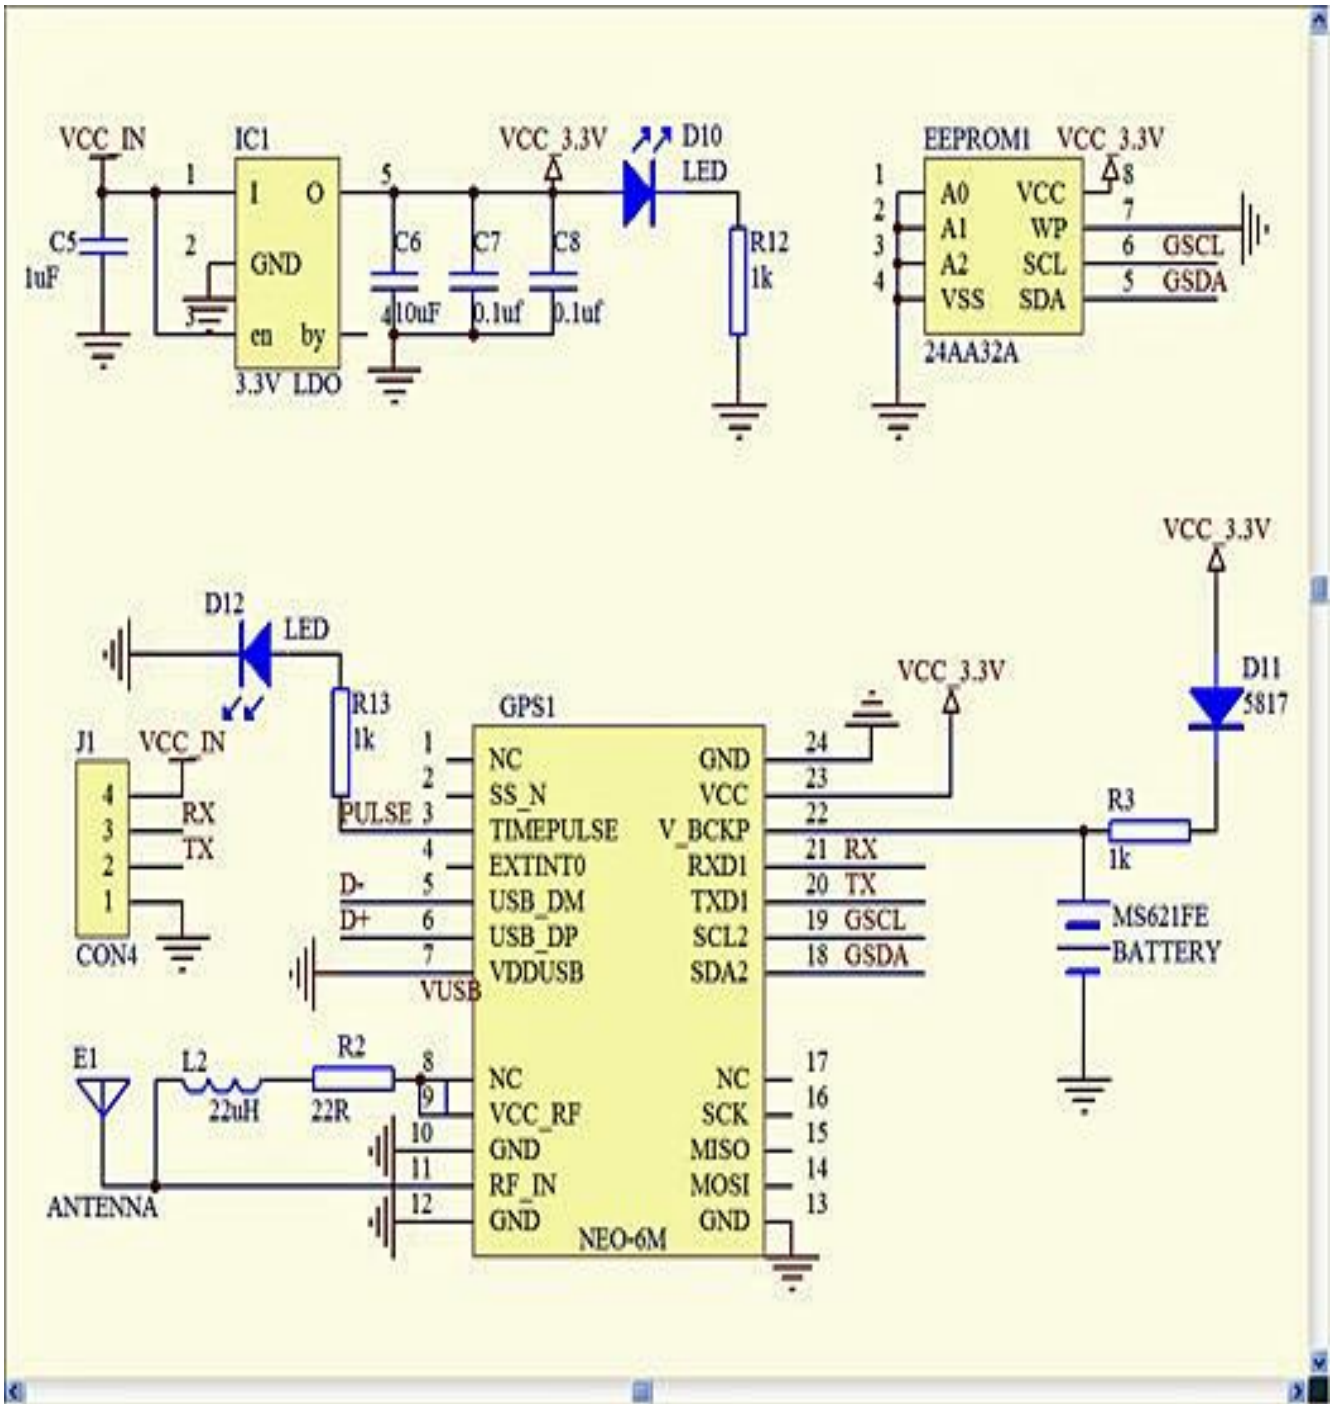 VCC_IN
IC1
VCC_3.3V
D10
LED
EEPROM1
VCC_3.3V
1
I
O
5
1
A0
VCC
8
2
A1
WP
7
C5
1uF
2
GND
C6
C7
C8
R12
1k
3
A2
SCL
6
GSCL
4
VSS
SDA
5
GSDA
3
en
by
4
10uF
0.1uf
0.1uf
24AA32A
3.3V LDO
VCC_3.3V
D12
LED
VCC_3.3V
D11
5817
R13
1k
GPS1
J1
VCC_IN
4
3
RX
2
TX
1
CON4
1
NC
GND
24
2
SS_N
VCC
23
PULSE
3
TIMEPULSE
V_BCKP
22
R3
1k
4
EXTINT0
RXD1
21
RX
D-
5
USB_DM
TXD1
20
TX
D+
6
USB_DP
SCL2
19
GSCL
7
VDDUSB
SDA2
18
GSDA
VUSB
MS621FE
BATTERY
E1
L2
22uH
R2
22R
8
NC
NC
17
9
VCC_RF
SCK
16
10
GND
MISO
15
11
RF_IN
MOSI
14
12
GND
GND
13
ANTENNA
NEO-6M